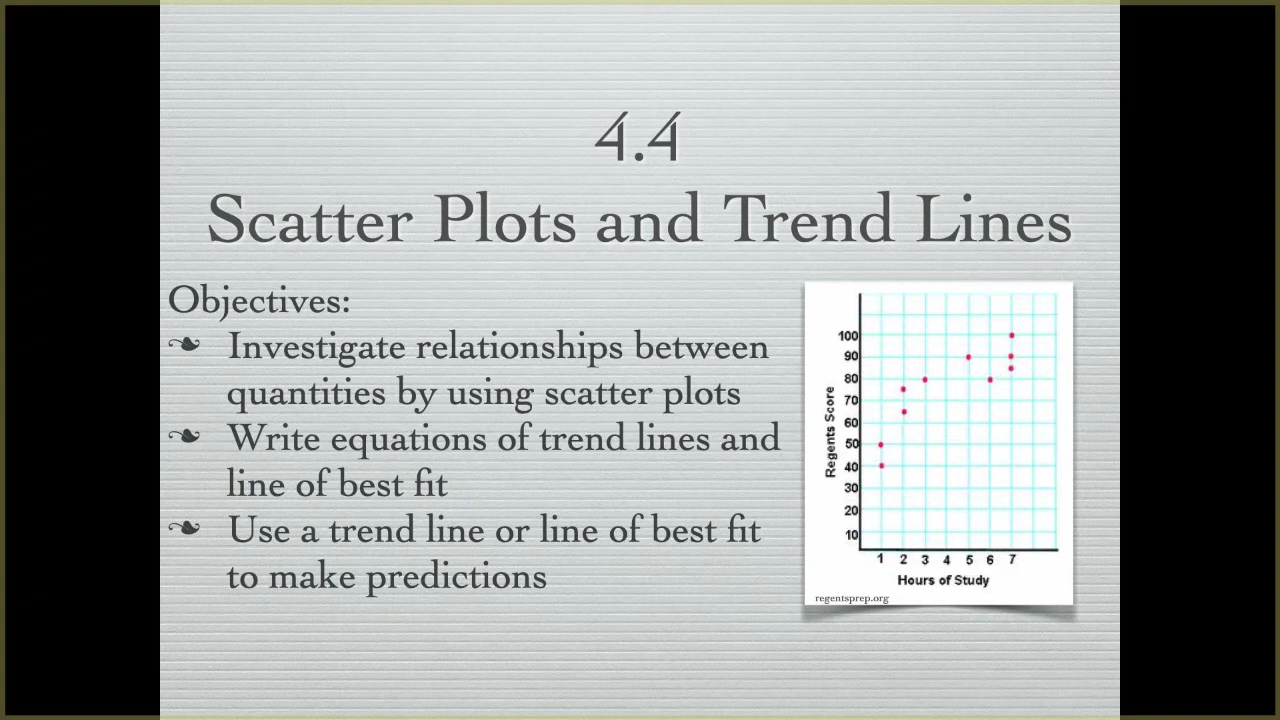 4.4
Scatter Plots and Trend Lines
Objectives:
Investigate relationships between
quantities by using scatter plots
Write equations of trend lines and
line of best fit
Use a trend line or line of best fit
to make predictions
Regents Score
100
90
80
70
60
50
40
30
20
10
1 2 3 4 5 6 7
Hours of Study
regentsprep.org